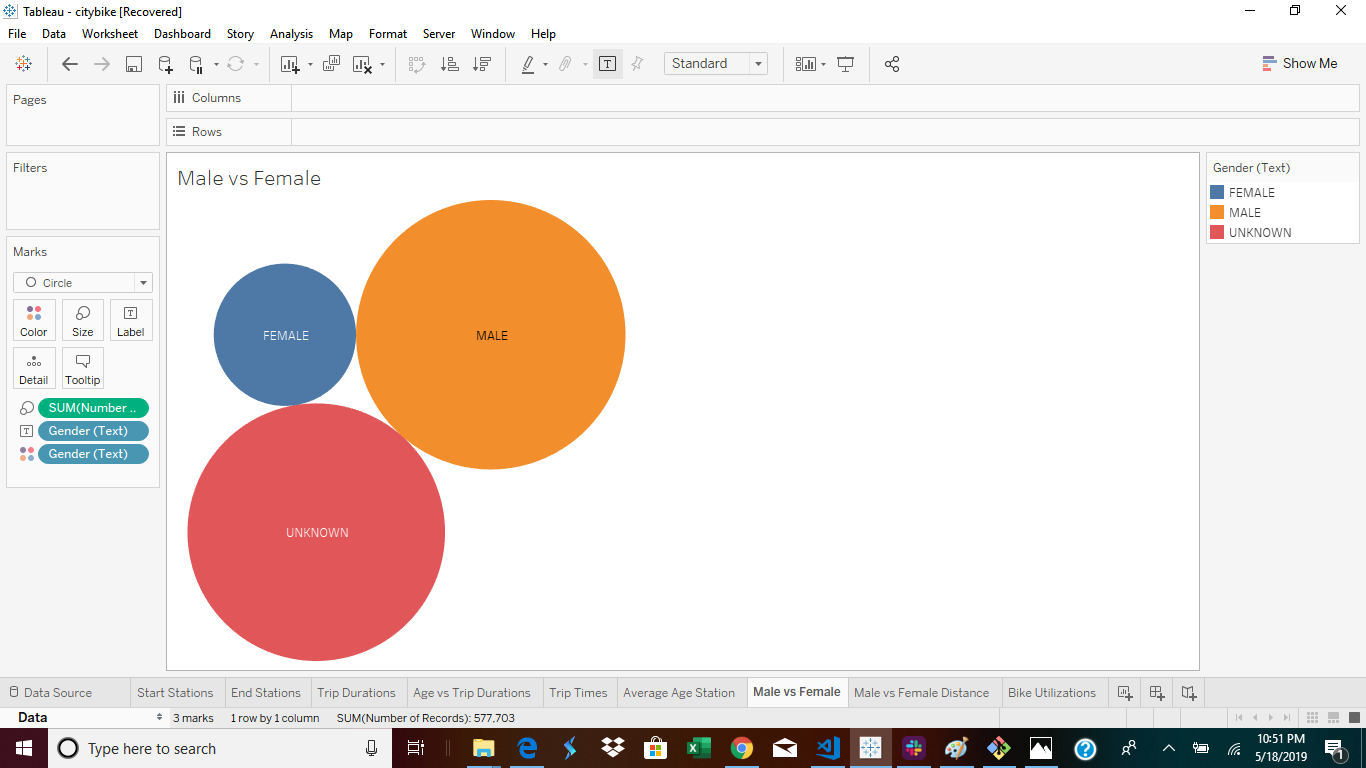 Tableau - citybike [Recovered]
File Data Worksheet Dashboard Story Analysis Map Format Server Window Help
Standard
Show Me
Pages
Columns
Rows
Filters
Male vs Female
Gender (Text)
FEMALE
MALE
UNKNOWN
Marks
Circle
Color Size Label
Detail Tooltip
SUM(Number ..
Gender (Text)
Gender (Text)
FEMALE
MALE
UNKNOWN
Data Source Start Stations End Stations Trip Durations Age vs Trip Durations Trip Times Average Age Station Male vs Female Male vs Female Distance Bike Utilizations
Data 3 marks 1 row by 1 column SUM(Number of Records): 577,703
Type here to search
10:51 PM
5/18/2019
1